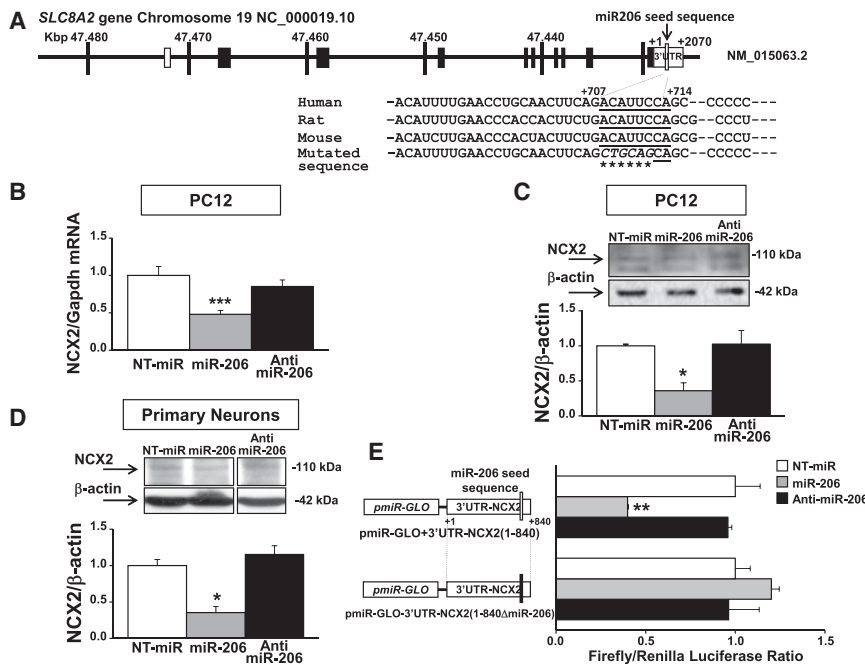 A
SLC8A2 gene Chromosome 19 NC_000019.10
miR206 seed sequence
Kbp 47.480 47.470 47.460 47.450 47.440 +1 +2070
3'UTR
NM_015063.2
+707 +714
Human -ACAUUUUGAACCUGCAACUUCAGACAUUCCAGC --CCCCC---
Rat -ACAUUUUGAACCCACUACUUCUGACAUUCCAGCG--CCCCU---
Mouse -ACAUCUUGAACCCACCACUUCUGACAUUCCAGCG--CCCCU---
Mutated -ACAUUUUGAACCUGCAACUUCAGCUGCAGCAGC --CCCCC---
sequence ******
B
PC12
NCX2/Gapdh mRNA
1.5
1.0
0.5
0.0
***
NT-miR miR-206 Anti
miR-206
C
PC12
NT-miR miR-206 Anti
miR-206
NCX2 -110 kDa
β-actin -42 kDa
NCX2/β-actin
1.5
1.0
0.5
0.0
*
NT-miR miR-206 Anti
miR-206
D
Primary Neurons
NT-miR miR-206 Anti
miR-206
NCX2 -110 kDa
β-actin -42 kDa
NCX2/β-actin
1.5
1.0
0.5
0.0
*
NT-miR miR-206 Anti
miR-206
E
miR-206 seed
sequence
pmiR-GLO 3'UTR-NCX2
+1 +840
pmiR-GLO+3'UTR-NCX2(1-840)
pmiR-GLO 3'UTR-NCX2
pmiR-GLO-3'UTR-NCX2(1-840ΔmiR-206)
**
NT-miR
miR-206
Anti-miR-206
0.0 0.5 1.0 1.5
Firefly/Renilla Luciferase Ratio